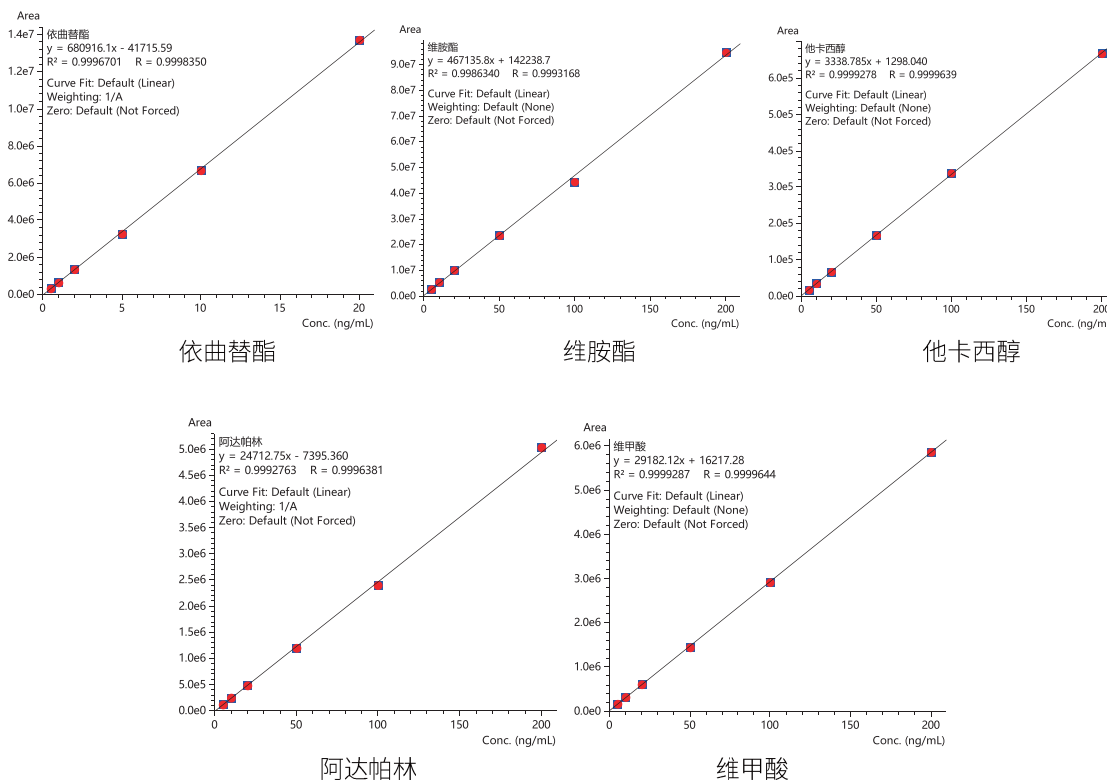 Area
1.4e7
1.2e7
1.0e7
8.0e6
6.0e6
4.0e6
2.0e6
0.0e0
依曲替酯
y = 680916.1x - 41715.59
R² = 0.9996701 R = 0.9998350
Curve Fit: Default (Linear)
Weighting: 1/A
Zero: Default (Not Forced)
0 5 10 15 20
Conc. (ng/mL)
依曲替酯
Area
9.0e7
8.0e7
7.0e7
6.0e7
5.0e7
4.0e7
3.0e7
2.0e7
1.0e7
0.0e0
维胺酯
y = 467135.8x + 142238.7
R² = 0.9986340 R = 0.9993168
Curve Fit: Default (Linear)
Weighting: Default (None)
Zero: Default (Not Forced)
0 50 100 150 200
Conc. (ng/mL)
维胺酯
Area
6.0e5
5.0e5
4.0e5
3.0e5
2.0e5
1.0e5
0.0e0
他卡西醇
y = 3338.785x + 1298.040
R² = 0.9999278 R = 0.9999639
Curve Fit: Default (Linear)
Weighting: Default (None)
Zero: Default (Not Forced)
0 50 100 150 200
Conc. (ng/m
他卡西醇
Area
5.0e6
4.5e6
4.0e6
3.5e6
3.0e6
2.5e6
2.0e6
1.5e6
1.0e6
5.0e5
0.0e0
阿达帕林
y = 24712.75x - 7395.360
R² = 0.9992763 R = 0.9996381
Curve Fit: Default (Linear)
Weighting: 1/A
Zero: Default (Not Forced)
0 50 100 150 200
Conc. (ng/mL)
阿达帕林
Area
6.0e6
5.0e6
4.0e6
3.0e6
2.0e6
1.0e6
0.0e0
维甲酸
y = 29182.12x + 16217.28
R² = 0.9999287 R = 0.9999644
Curve Fit: Default (Linear)
Weighting: Default (None)
Zero: Default (Not Forced)
0 50 100 150 200
Conc. (ng/mL)
维甲酸